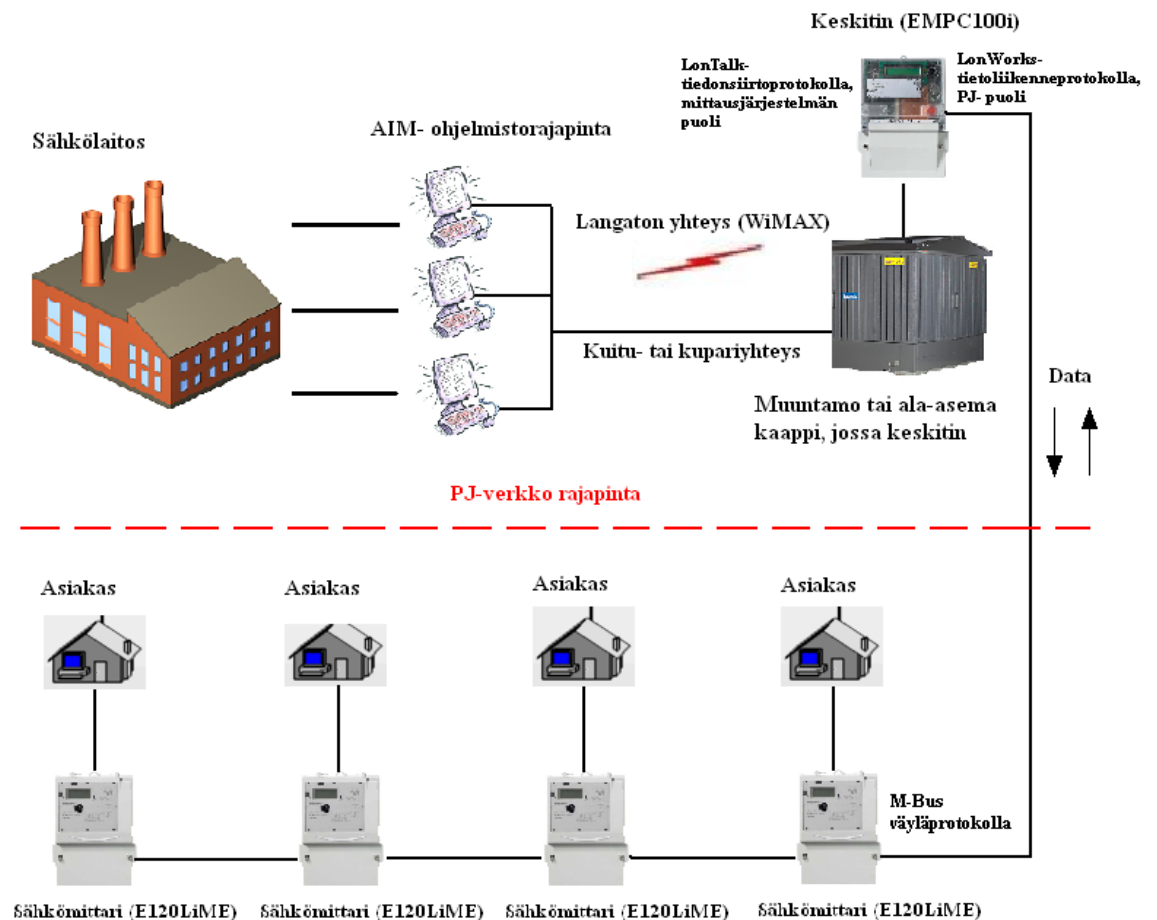 Keskitin (EMPC100i)
LonTalk-
tiedonsiirtoprotokolla,
mittausjärjestelmän
puoli
LonWorks-
tietoliikenneprotokolla,
PJ- puoli
AIM- ohjelmistorajapinta
Sähkölaitos
Langaton yhteys (WiMAX)
Kuitu- tai kupariyhteys
Muuntamo tai ala-asema
kaappi, jossa keskitin
Data
PJ-verkko rajapinta
Asiakas
Asiakas
Asiakas
Asiakas
M-Bus
väyläprotokolla
Sähkömittari (E120LiME)
Sähkömittari (E120LiME)
Sähkömittari (E120LiME)
Sähkömittari (E120LiME)